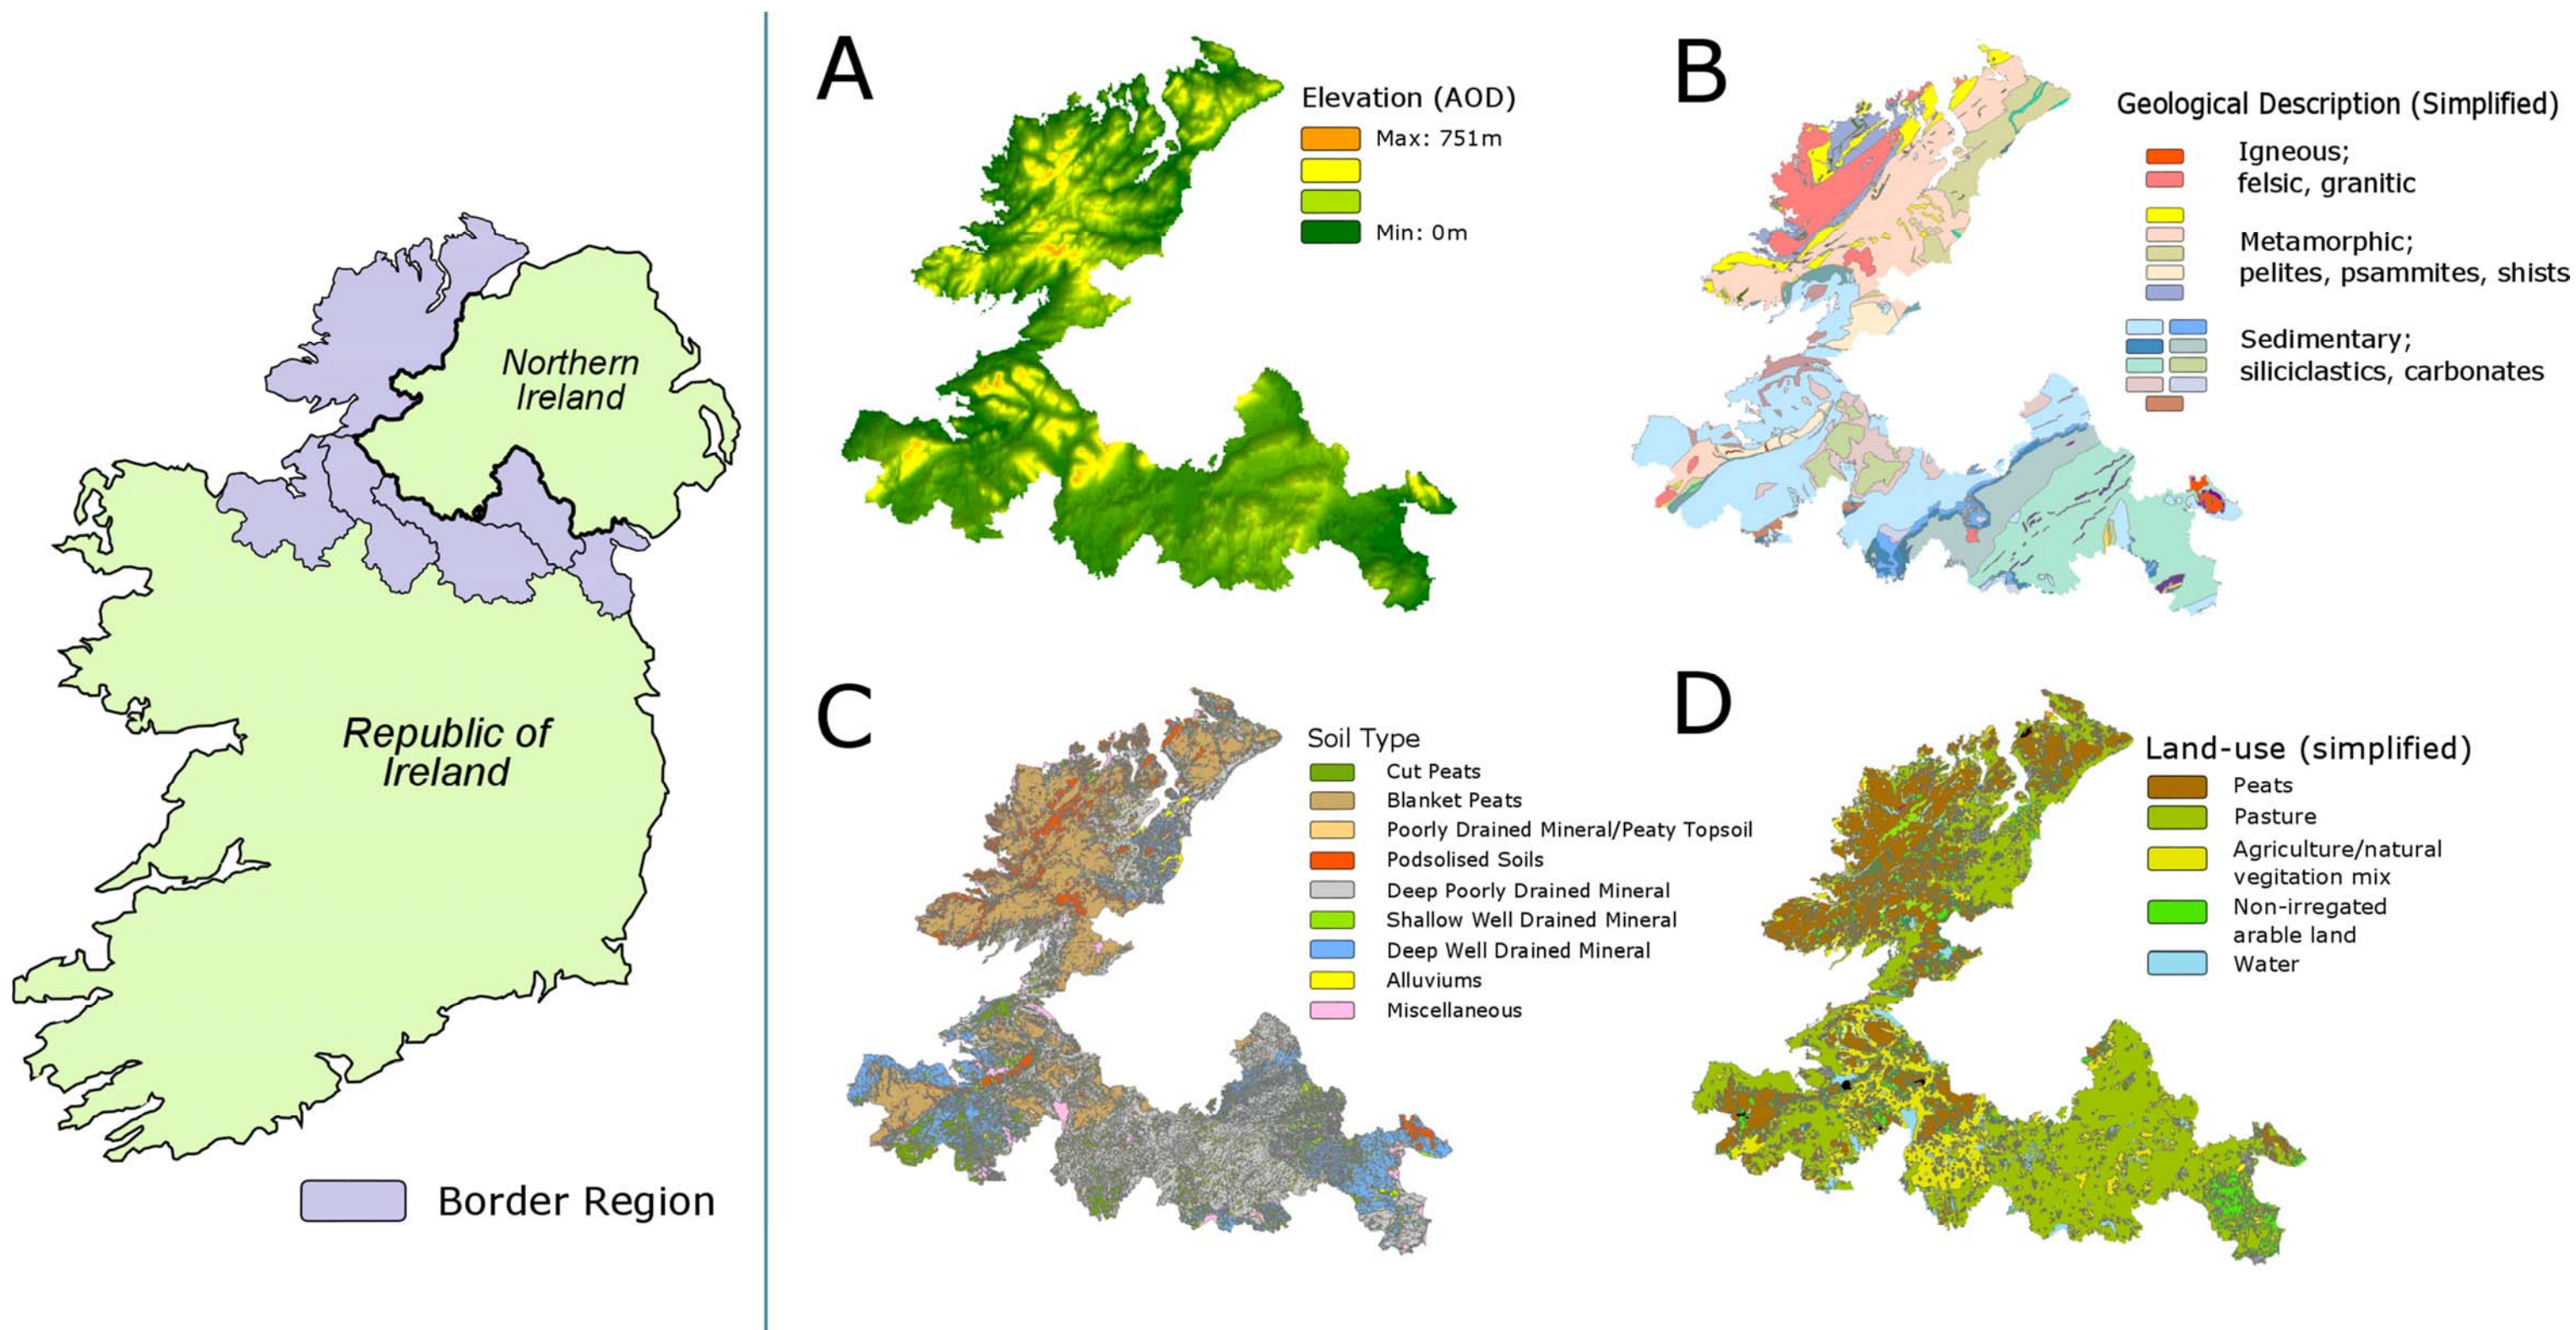 Northern
Ireland
Republic of
Ireland
Border Region
A
Elevation (AOD)
Max: 751m
Min: 0m
B
Geological Description (Simplified)
Igneous;
felsic, granitic
Metamorphic;
pelites, psammites, shists
Sedimentary;
siliciclastics, carbonates
C
Soil Type
Cut Peats
Blanket Peats
Poorly Drained Mineral/Peaty Topsoil
Podsolised Soils
Deep Poorly Drained Mineral
Shallow Well Drained Mineral
Deep Well Drained Mineral
Alluviums
Miscellaneous
D
Land-use (simplified)
Peats
Pasture
Agriculture/natural
vegitation mix
Non-irregated
arable land
Water